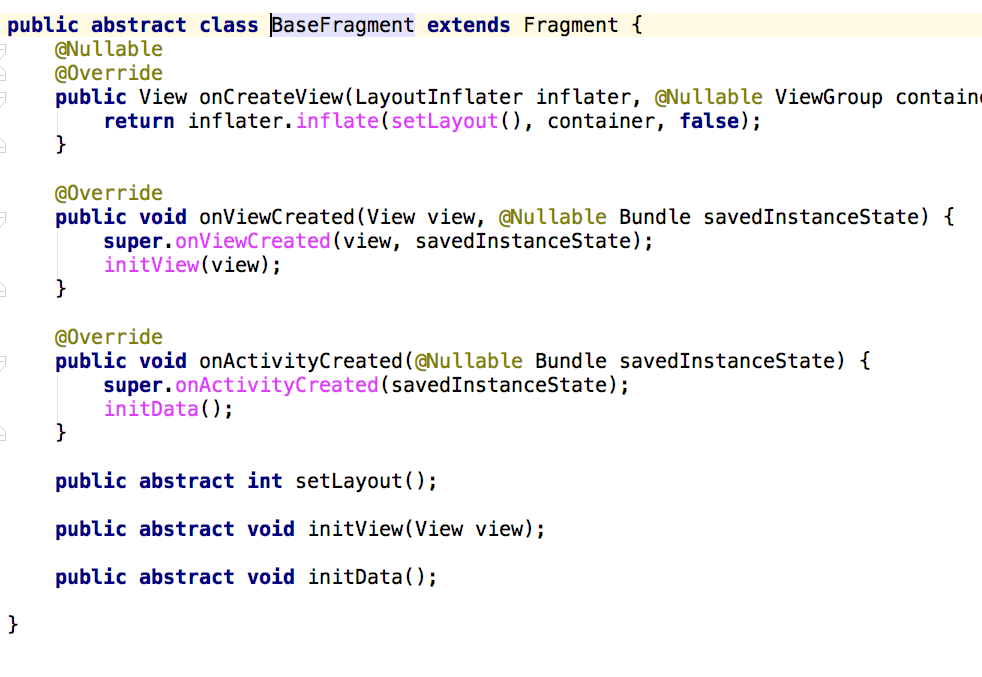 public abstract class BaseFragment extends Fragment {
    @Nullable
    @Override
    public View onCreateView(LayoutInflater inflater, @Nullable ViewGroup
        return inflater.inflate(setLayout(), container, false);
    }

    @Override
    public void onViewCreated(View view, @Nullable Bundle savedInstanceState) {
        super.onViewCreated(view, savedInstanceState);
        initView(view);
    }

    @Override
    public void onActivityCreated(@Nullable Bundle savedInstanceState) {
        super.onActivityCreated(savedInstanceState);
        initData();
    }

    public abstract int setLayout();

    public abstract void initView(View view);

    public abstract void initData();

}